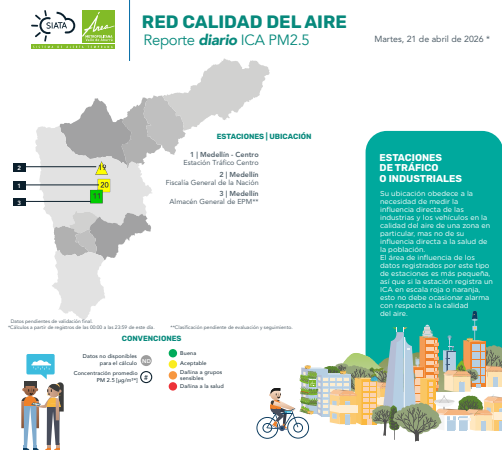 SIATA
Área
METROPOLITANA
Valle de Aburrá
SISTEMA DE ALERTA TEMPRANA
RED CALIDAD DEL AIRE
Reporte diario ICA PM2.5
Martes, 21 de abril de 2026 *
ESTACIONES | UBICACIÓN
1 | Medellín - Centro
Estación Tráfico Centro
2 | Medellín
Fiscalía General de la Nación
3 | Medellín
Almacén General de EPM**
2
19
1
20
3
11
ESTACIONES
DE TRÁFICO
O INDUSTRIALES
Su ubicación obedece a la
necesidad de medir la
influencia directa de las
industrias y los vehículos en la
calidad del aire de una zona en
particular, mas no de su
influencia directa a la salud de
la población.
El área de influencia de los
datos registrados por este tipo
de estaciones es más pequeña,
así que si la estación registra un
ICA en escala roja o naranja,
esto no debe ocasionar alarma
con respecto a la calidad
del aire.
Datos pendientes de validación final.
*Cálculos a partir de registros de las 00:00 a las 23:59 de este día.
**Clasificación pendiente de evaluación y seguimiento.
CONVENCIONES
Datos no disponibles
para el cálculo
ND
Concentración promedio
PM 2.5 [µg/m**]
#
Buena
Aceptable
Dañina a grupos
sensibles
Dañina a la salud